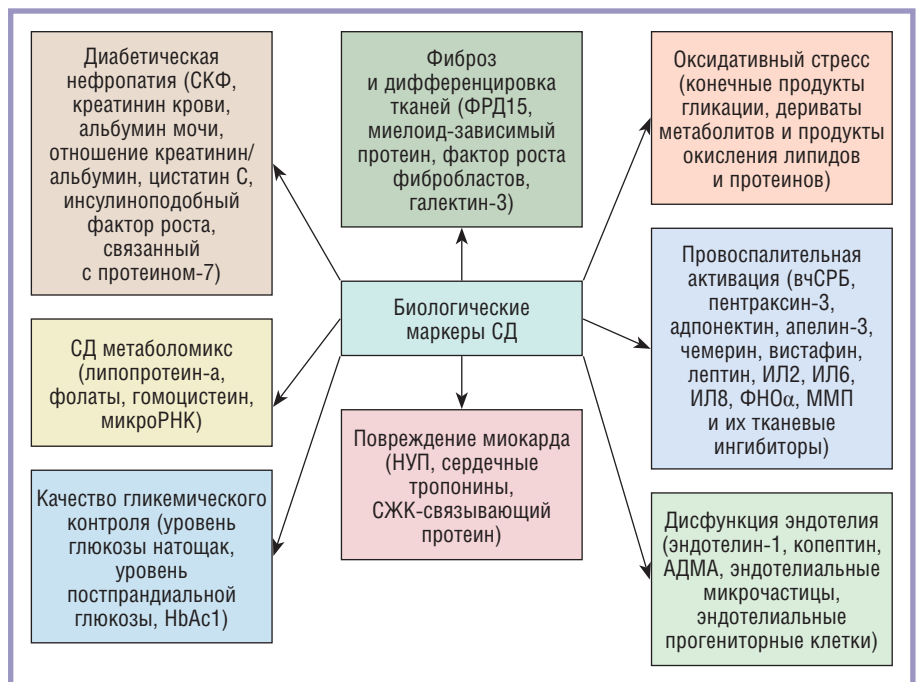 Диабетическая
нефропатия (СКФ,
креатинин крови,
альбумин мочи,
отношение креатинин/
альбумин, цистатин С,
инсулиноподобный
фактор роста,
связанный
с протеином-7)
Фиброз
и дифференцировка
тканей (ФРД15,
миелоид-зависимый
протеин, фактор роста
фибробластов,
галектин-3)
Оксидативный стресс
(конечные продукты
гликации, дериваты
метаболитов и продукты
окисления липидов
и протеинов)
СД метаболомикс
(липопротеин-а,
фолаты, гомоцистеин,
микроРНК)
Биологические
маркеры СД
Провоспалительная
активация (вчСРБ,
пентраксин-3,
адпонектин, апелин-3,
чемерин, вистафин,
лептин, ИЛ2, ИЛ6,
ИЛ8, ФНОα, ММП
и их тканевые
ингибиторы)
Качество гликемического
контроля (уровень
глюкозы натощак,
уровень
постпрандиальной
глюкозы, HbAc1)
Повреждение миокарда
(НУП, сердечные
тропонины,
СЖК-связывающий
протеин)
Дисфункция эндотелия
(эндотелин-1, копептин,
АДМА, эндотелиальные
микрочастицы,
эндотелиальные
прогениторные клетки)